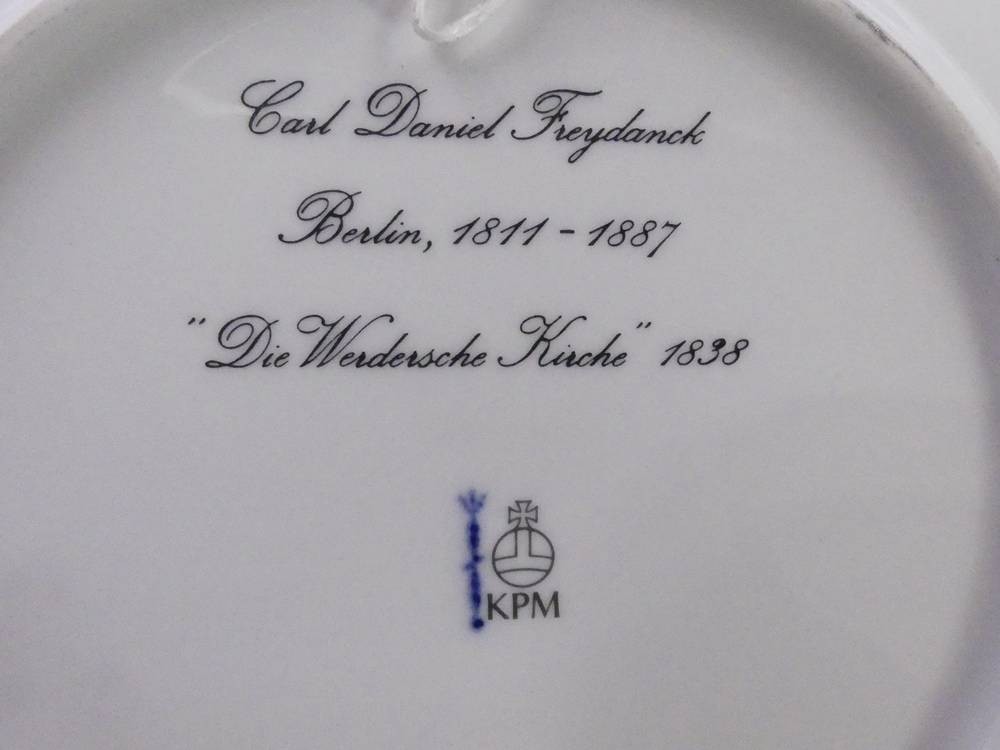 Carl Daniel Freydanck
Berlin, 1811 - 1887
"Die Werdersche Kirche" 1838
KPM